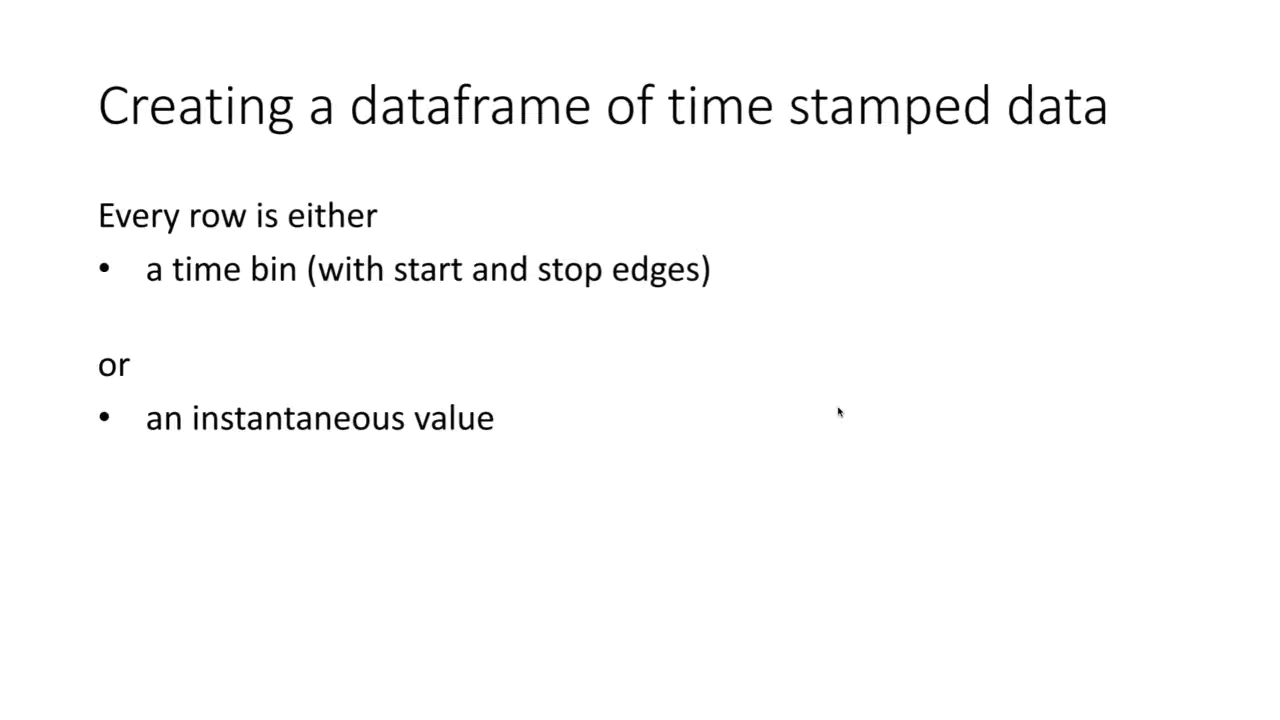 Creating a dataframe of time stamped data
Every row is either
• a time bin (with start and stop edges)
or
• an instantaneous value